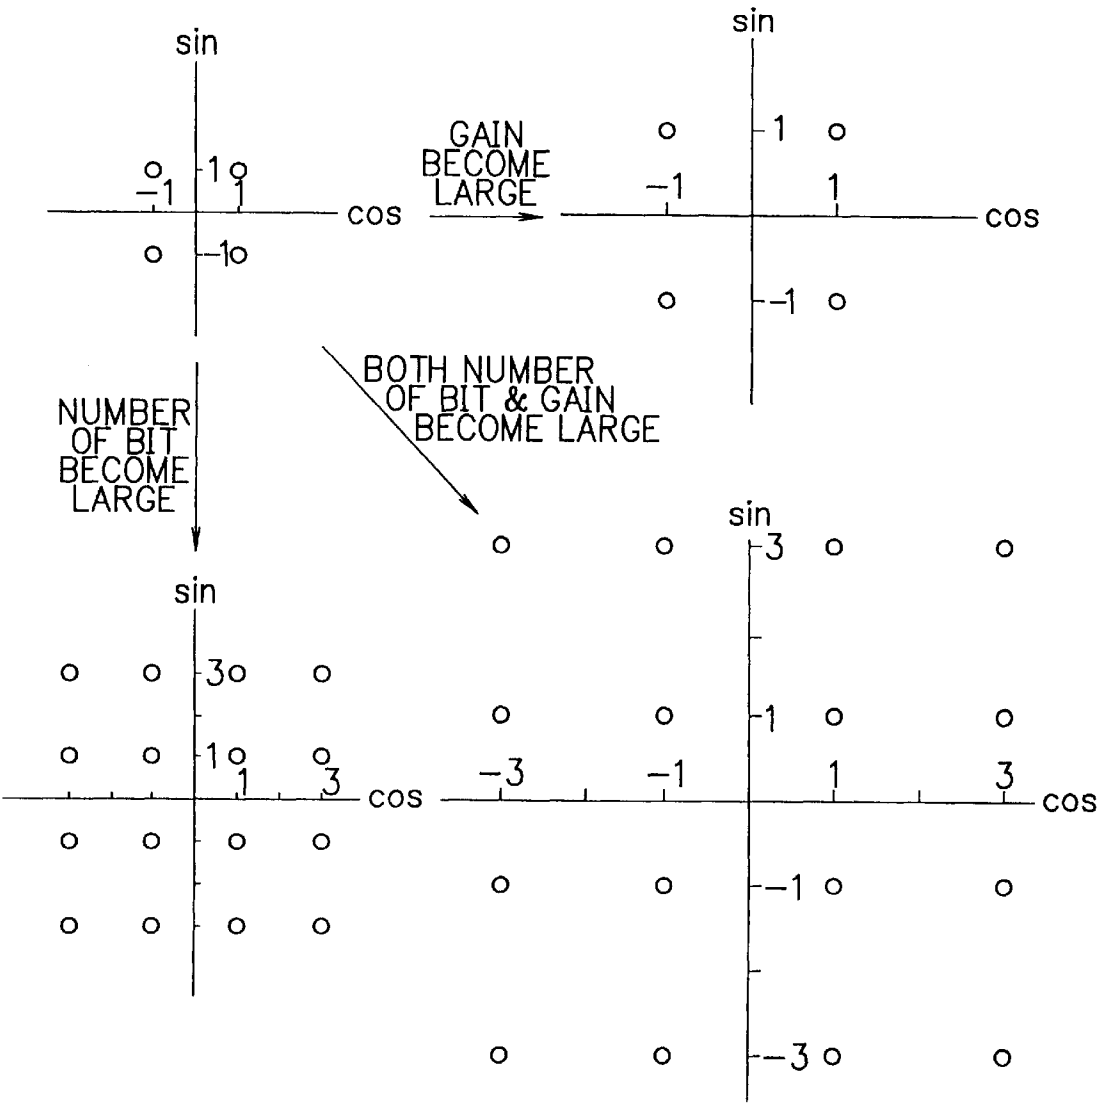 sin
1
-1
1
cos
-1
GAIN
BECOME
LARGE
sin
1
-1
1
cos
-1
BOTH NUMBER
OF BIT & GAIN
BECOME LARGE
NUMBER
OF BIT
BECOME
LARGE
sin
3
1
1
3
cos
sin
3
1
-3
-1
1
3
cos
-1
-3